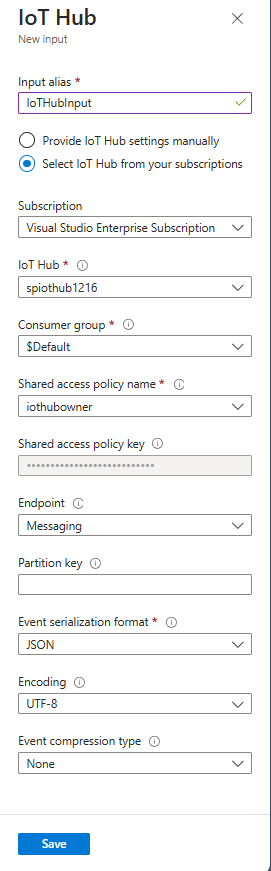 IoT Hub
New input
Input alias *
IoTHubInput
Provide IoT Hub settings manually
Select IoT Hub from your subscriptions
Subscription
Visual Studio Enterprise Subscription
IoT Hub *
spiothub1216
Consumer group *
$Default
Shared access policy name *
iothubowner
Shared access policy key
••••••••••••••••••••••••••••
Endpoint
Messaging
Partition key
Event serialization format *
JSON
Encoding
UTF-8
Event compression type
None
Save